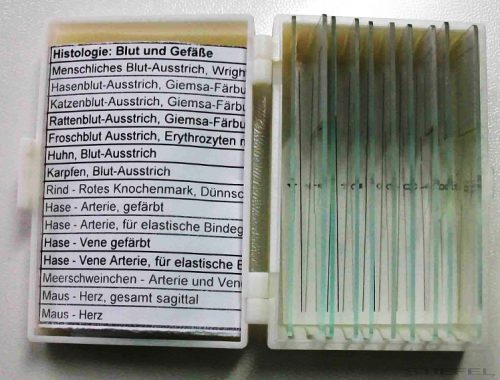 Histologie: Blut und Gefäße
Menschliches Blut-Ausstrich, Wrigh
Hasenblut-Ausstrich, Giemsa-Färbu
Katzenblut-Ausstrich, Giemsa-Färbu
Rattenblut-Ausstrich, Giemsa-Färbu
Froschblut Ausstrich, Erythrozyten m
Huhn, Blut-Ausstrich
Karpfen, Blut-Ausstrich
Rind - Rotes Knochenmark, Dünnsc
Hase - Arterie, gefärbt
Hase - Arterie, für elastische Bindeg
Hase - Vene gefärbt
Hase - Vene Arterie, für elastische B
Meerschweinchen - Arterie und Vene
Maus - Herz, gesamt sagittal
Maus - Herz
STIEFEL